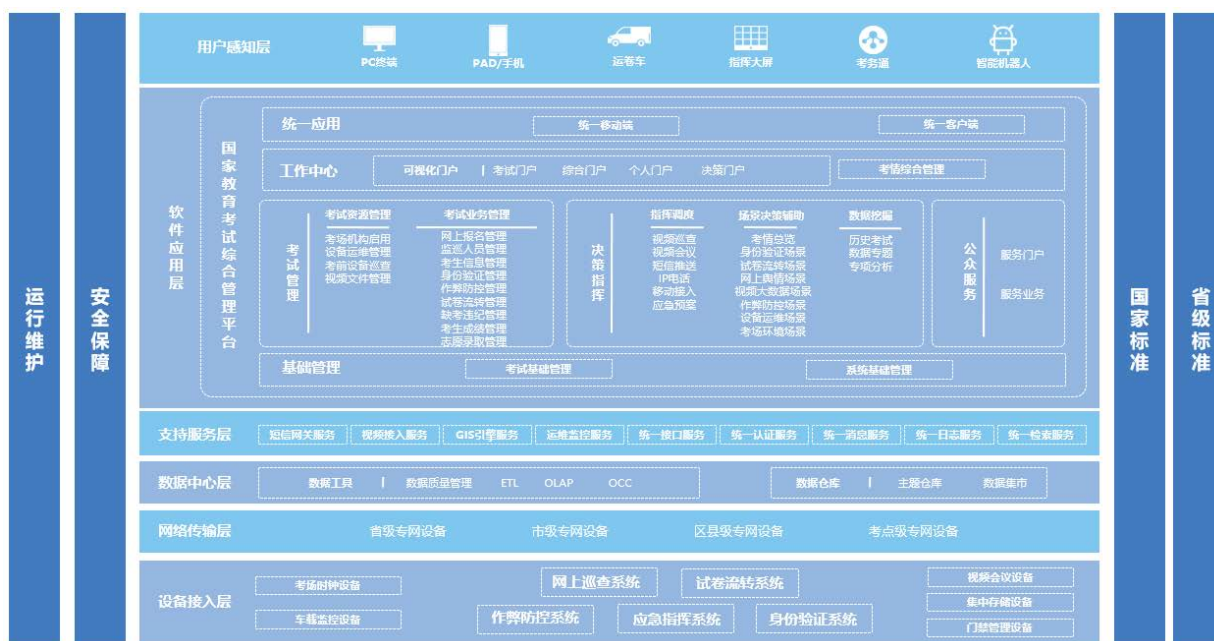 运行维护
安全保障
用户感知层
PC终端
PAD/手机
运卷车
指挥大屏
考务通
智能机器人
软件应用层
国家教育考试综合管理平台
统一应用
统一移动端
统一客户端
工作中心
可视化门户 | 考试门户 综合门户 个人门户 决策门户
考情综合管理
考试管理
考试资源管理
考场机构启用
设备运维管理
考前设备巡查
视频文件管理
考试业务管理
网上报名管理
监巡人员管理
考生信息管理
身份验证管理
作弊防控管理
试卷流转管理
缺考违纪管理
考生成绩管理
志愿录取管理
决策指挥
指挥调度
视频巡查
视频会议
短信推送
IP电话
移动接入
应急预案
场景决策辅助
考情总览
身份验证场景
试卷流转场景
网上舆情场景
视频大数据场景
作弊防控场景
设备运维场景
考场环境场景
数据挖掘
历史考试
数据专题
专项分析
公众服务
服务门户
服务业务
基础管理
考试基础管理
系统基础管理
支持服务层
短信网关服务
视频接入服务
GIS引擎服务
运维监控服务
统一接口服务
统一认证服务
统一消息服务
统一日志服务
统一检索服务
数据中心层
数据工具 | 数据质量管理 ETL OLAP OCC
数据仓库 | 主题仓库 数据集市
网络传输层
省级专网设备
市级专网设备
区县级专网设备
考点级专网设备
设备接入层
考场时钟设备
车载监控设备
网上巡查系统
试卷流转系统
作弊防控系统
应急指挥系统
身份验证系统
视频会议设备
集中存储设备
门禁管理设备
国家标准
省级标准